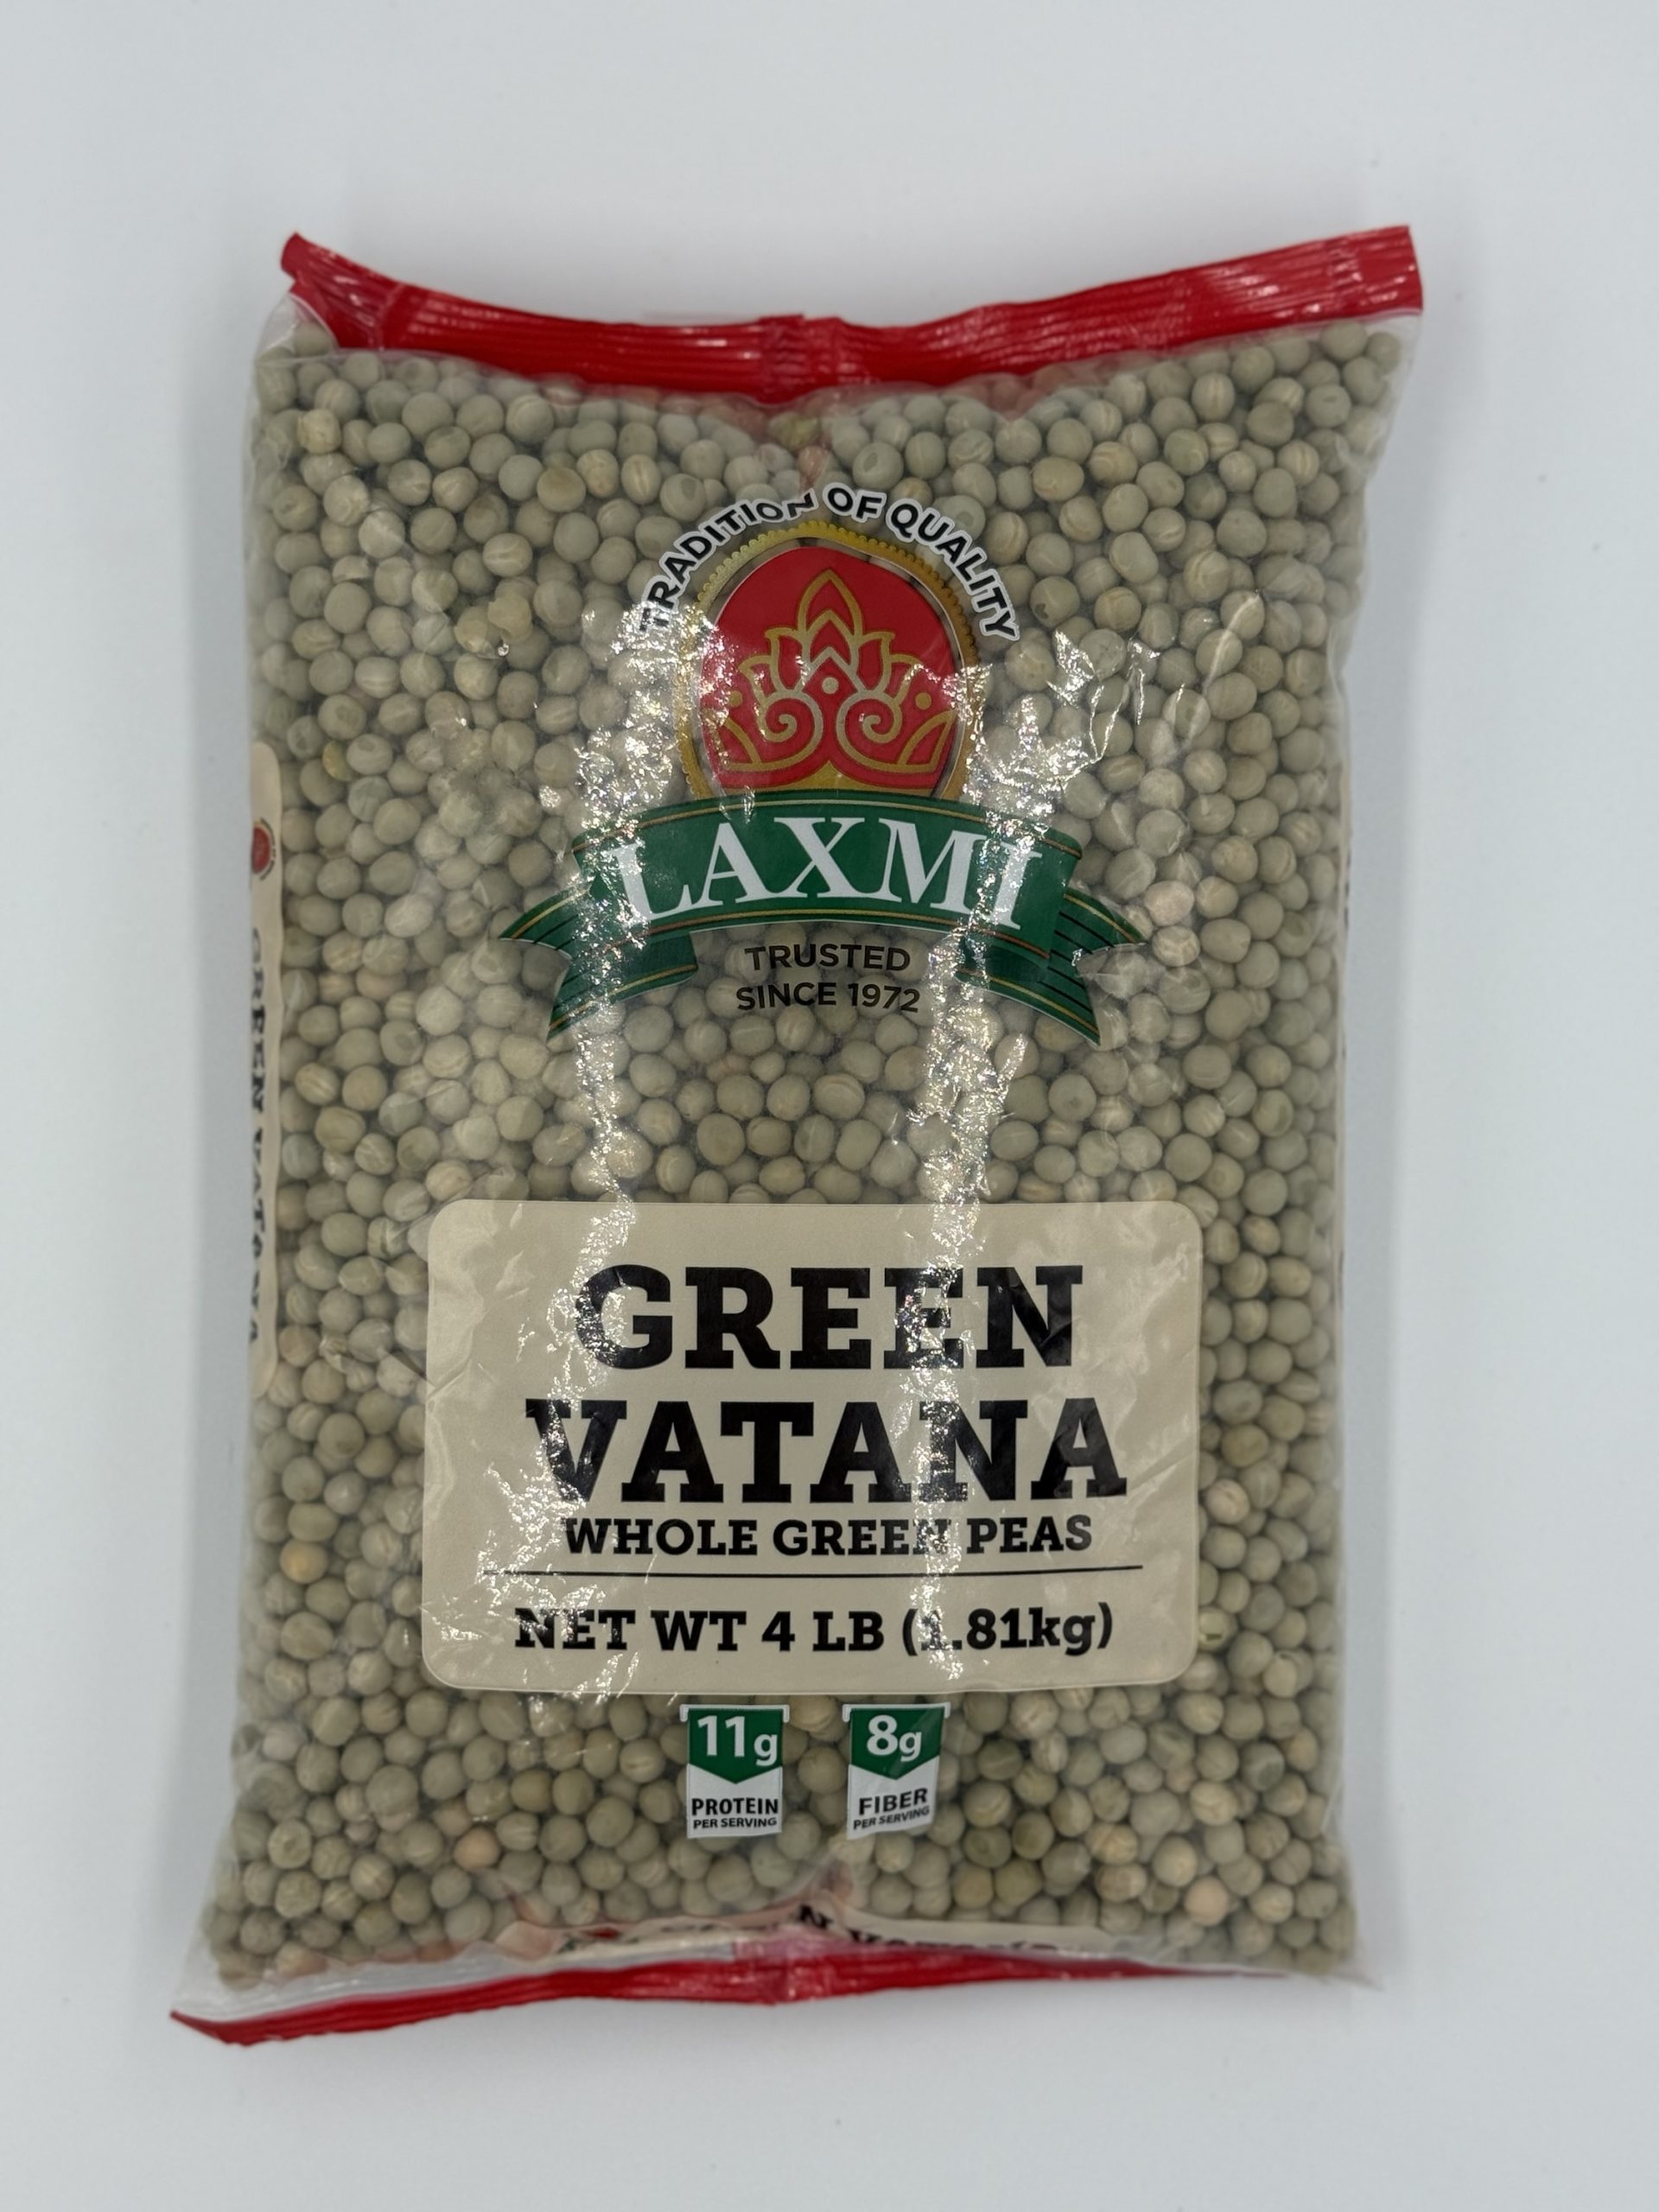 TRADITION OF QUALITY
LAXMI
TRUSTED
SINCE 1972
GREEN
VATANA
WHOLE GREEN PEAS
NET WT 4 LB (1.81kg)
11g
PROTEIN
PER SERVING
8g
FIBER
PER SERVING
GREEN VATANA